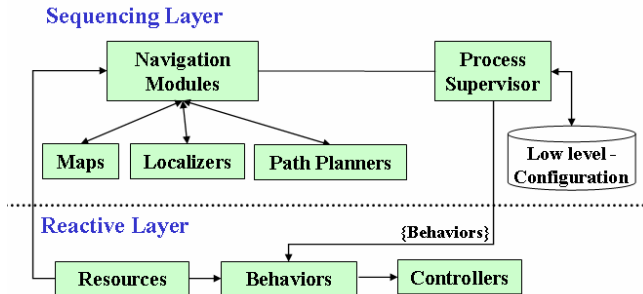 Sequencing Layer
Navigation
Modules
Process
Supervisor
Maps
Localizers
Path Planners
Low level -
Configuration
Reactive Layer
{Behaviors}
Resources
Behaviors
Controllers